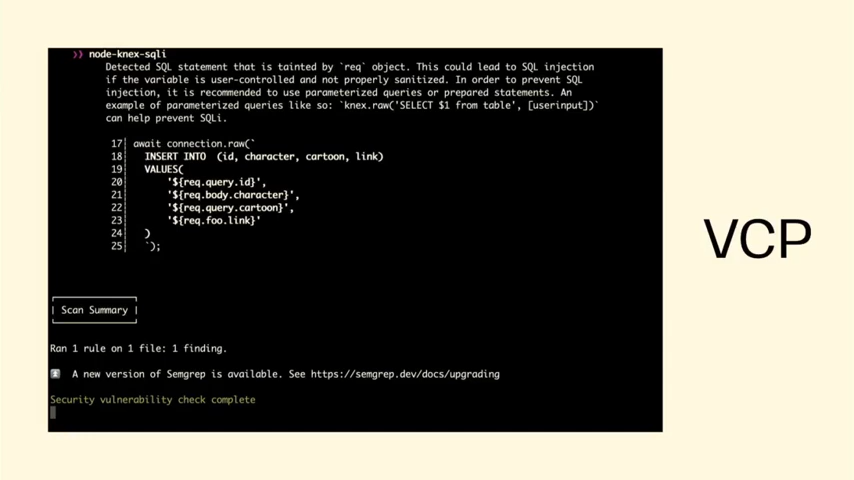 ❯❯ node-knex-sqli
Detected SQL statement that is tainted by `req` object. This could lead to SQL injection
if the variable is user-controlled and not properly sanitized. In order to prevent SQL
injection, it is recommended to use parameterized queries or prepared statements. An
example of parameterized queries like so: `knex.raw('SELECT $1 from table', [userinput])`
can help prevent SQLi.
17┆ await connection.raw(`
18┆ INSERT INTO (id, character, cartoon, link)
19┆ VALUES(
20┆ '${req.query.id}',
21┆ '${req.body.character}',
22┆ '${req.query.cartoon}',
23┆ '${req.foo.link}'
24┆ )
25┆ `);
Scan Summary
Ran 1 rule on 1 file: 1 finding.
A new version of Semgrep is available. See https://semgrep.dev/docs/upgrading
Security vulnerability check complete
VCP